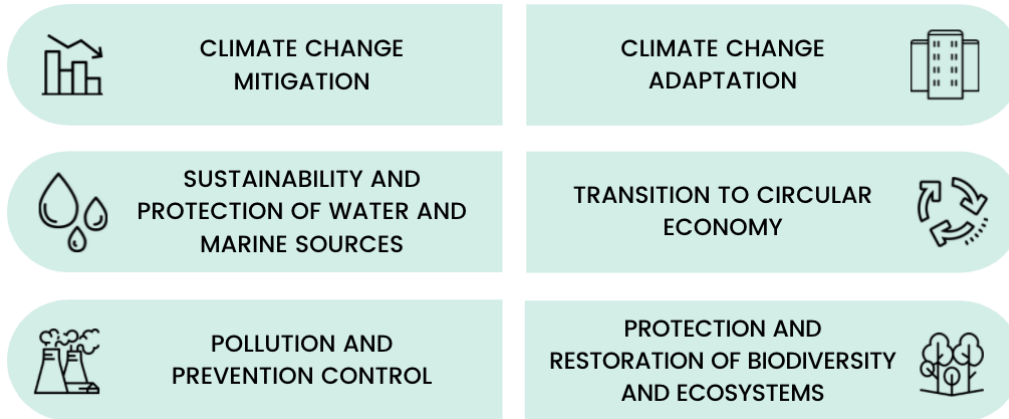 CLIMATE CHANGE
MITIGATION
CLIMATE CHANGE
ADAPTATION
SUSTAINABILITY AND
PROTECTION OF WATER AND
MARINE SOURCES
TRANSITION TO CIRCULAR
ECONOMY
POLLUTION AND
PREVENTION CONTROL
PROTECTION AND
RESTORATION OF BIODIVERSITY
AND ECOSYSTEMS